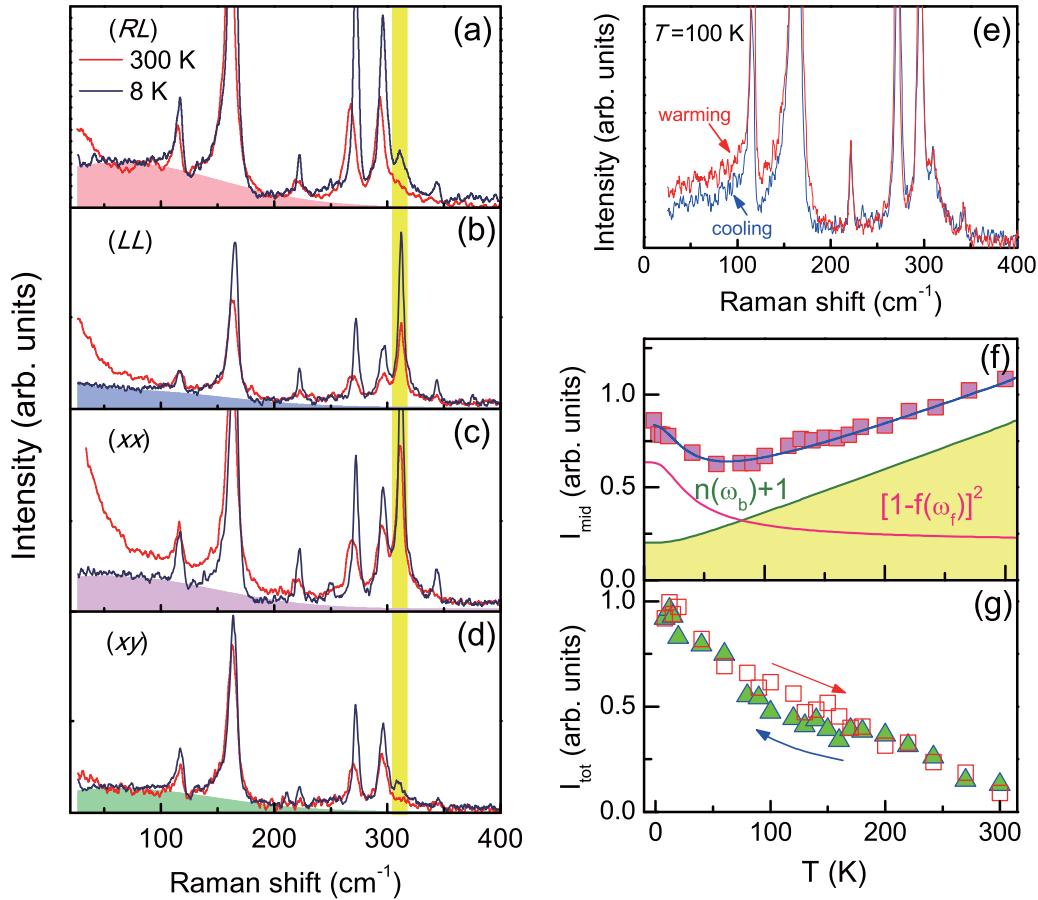 Intensity (arb. units)
(RL)
(a)
300 K
8 K
(LL)
(b)
(xx)
(c)
(xy)
(d)
100
200
300
400
Raman shift (cm⁻¹)
T=100 K
(e)
Intensity (arb. units)
warming
cooling
0
100
200
300
400
Raman shift (cm⁻¹)
(f)
I_mid (arb. units)
1.0
0.5
0.0
n(ω_b)+1
[1-f(ω_f)]²
(g)
I_tot (arb. units)
1.0
0.5
0.0
0
100
200
300
T (K)